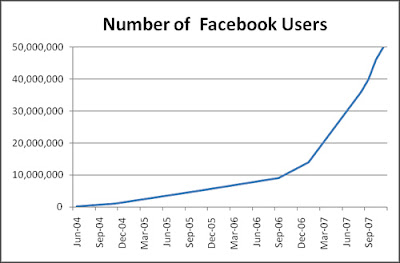 Number of Facebook Users
50,000,000
40,000,000
30,000,000
20,000,000
10,000,000
0
Jun-04
Sep-04
Dec-04
Mar-05
Jun-05
Sep-05
Dec-05
Mar-06
Jun-06
Sep-06
Dec-06
Mar-07
Jun-07
Sep-07